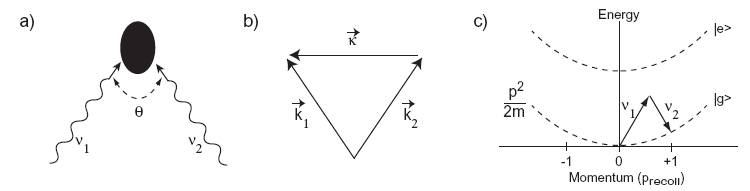 a)
θ
ν1
ν2
b)
κ
k1
k2
c)
Energy
|e>
|g>
p2
2m
ν1
ν2
-1
0
+1
Momentum (precoil)